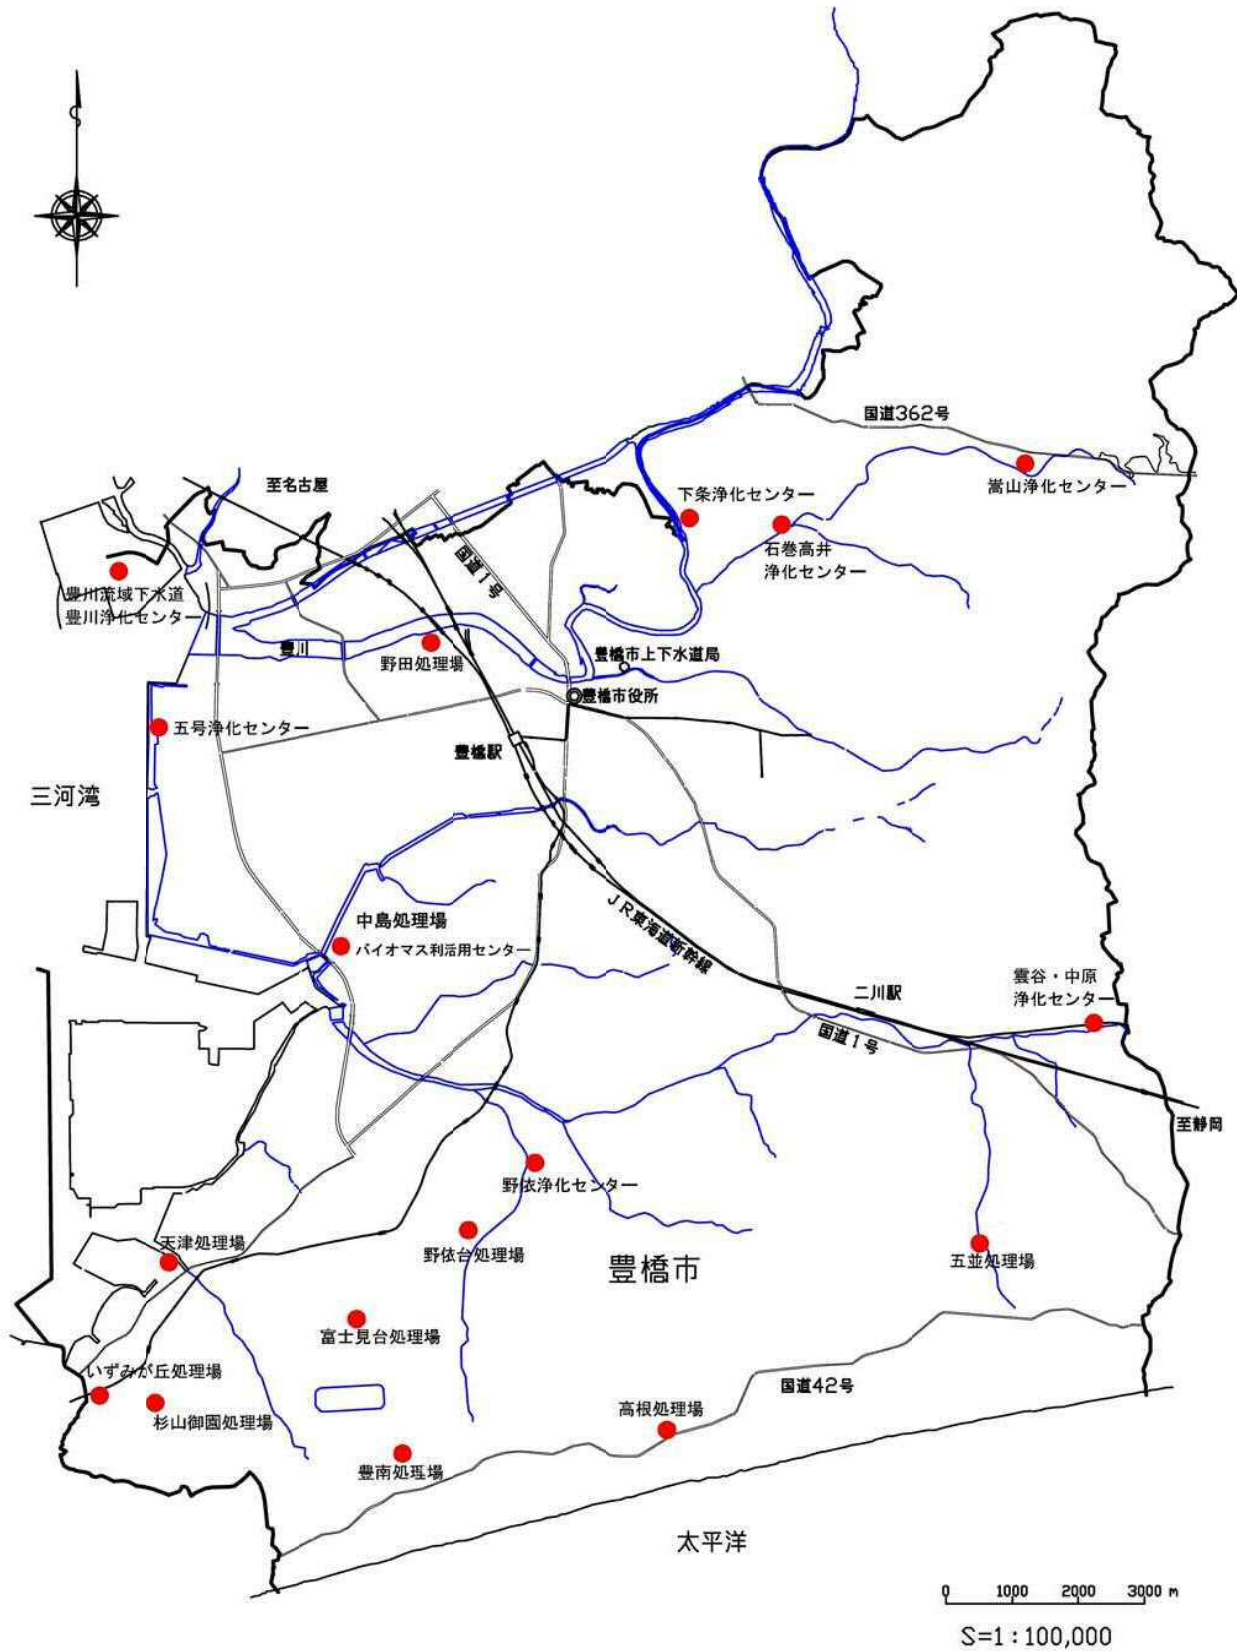 国道362号
嵩山浄化センター
至名古屋
下条浄化センター
石巻高井
浄化センター
国道1号
豊川流域下水道
豊川浄化センター
豊川
野田処理場
豊橋市上下水道局
豊橋市役所
五号浄化センター
豊橋駅
三河湾
中島処理場
バイオマス利活用センター
JR東海道新幹線
二川駅
雲谷・中原
浄化センター
国道1号
至静岡
野依浄化センター
天津処理場
野依台処理場
豊橋市
五並処理場
富士見台処理場
いずみが丘処理場
国道42号
杉山御園処理場
高根処理場
豊南処理場
太平洋
0 1000 2000 3000 m
S=1:100,000